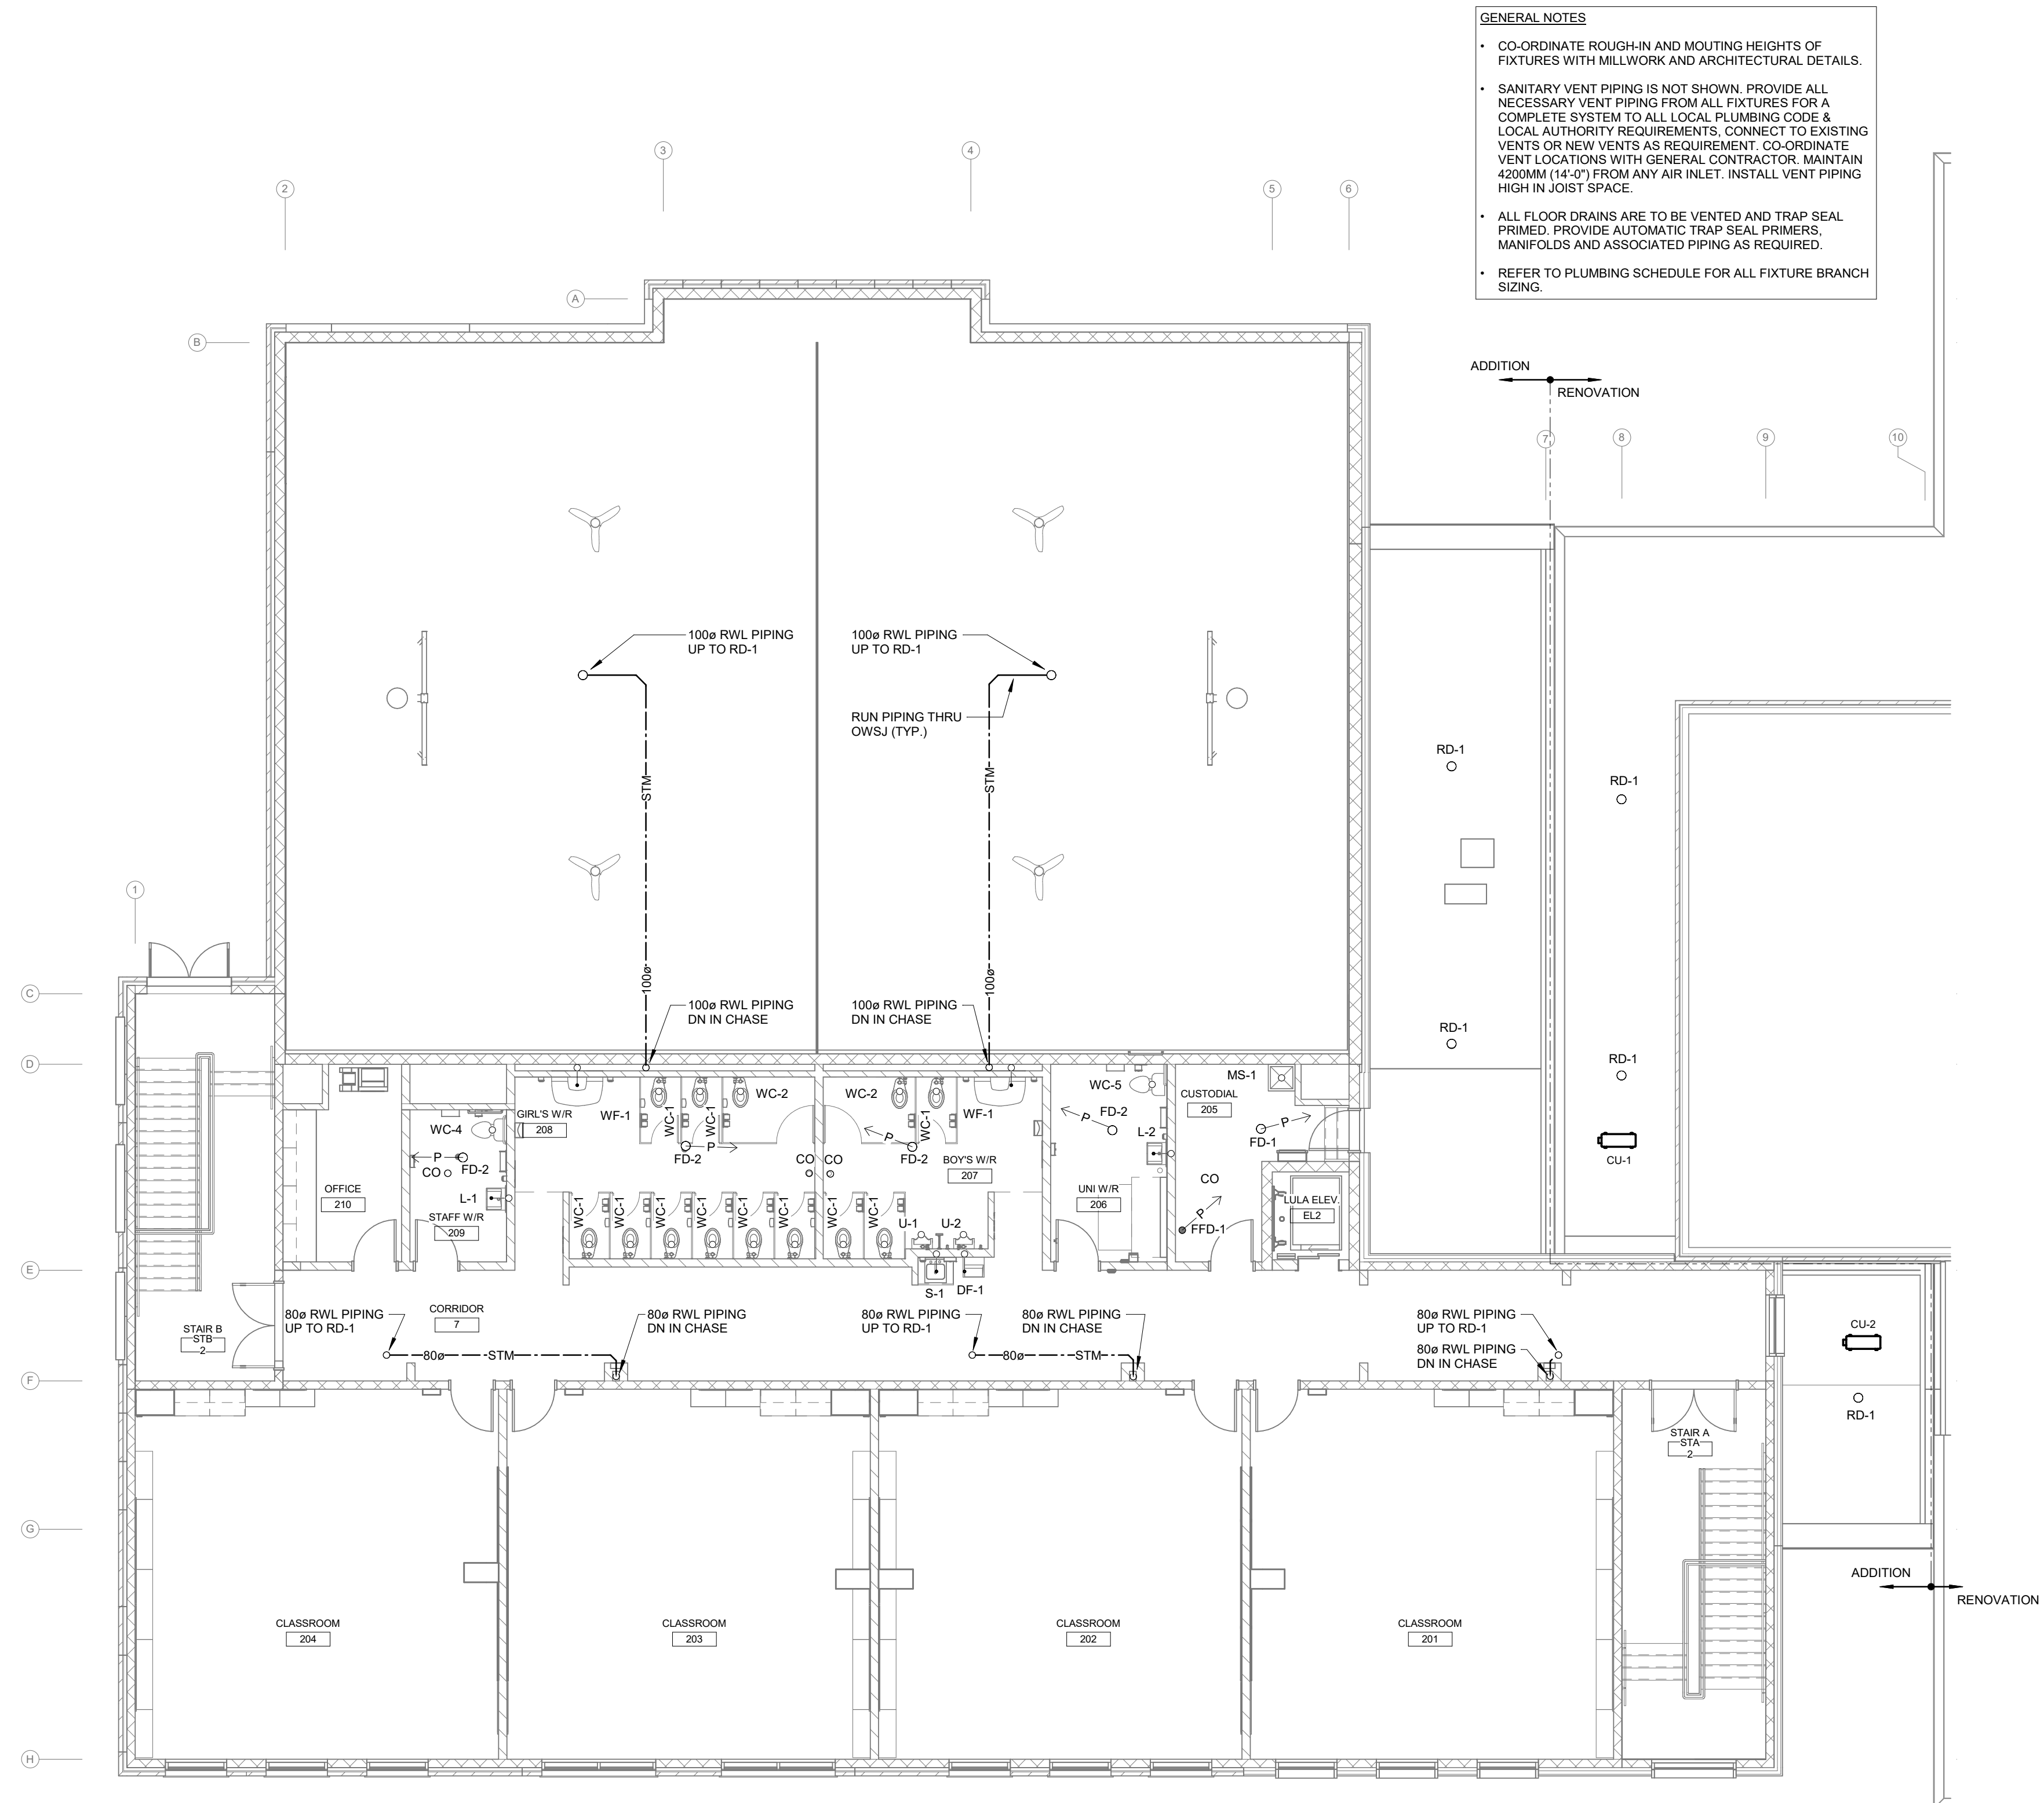 GENERAL NOTES
• CO-ORDINATE ROUGH-IN AND MOUTING HEIGHTS OF
FIXTURES WITH MILLWORK AND ARCHITECTURAL DETAILS.
• SANITARY VENT PIPING IS NOT SHOWN. PROVIDE ALL
NECESSARY VENT PIPING FROM ALL FIXTURES FOR A
COMPLETE SYSTEM TO ALL LOCAL PLUMBING CODE &
LOCAL AUTHORITY REQUIREMENTS, CONNECT TO EXISTING
VENTS OR NEW VENTS AS REQUIREMENT. CO-ORDINATE
VENT LOCATIONS WITH GENERAL CONTRACTOR. MAINTAIN
4200MM (14'-0") FROM ANY AIR INLET. INSTALL VENT PIPING
HIGH IN JOIST SPACE.
• ALL FLOOR DRAINS ARE TO BE VENTED AND TRAP SEAL
PRIMED. PROVIDE AUTOMATIC TRAP SEAL PRIMERS,
MANIFOLDS AND ASSOCIATED PIPING AS REQUIRED.
• REFER TO PLUMBING SCHEDULE FOR ALL FIXTURE BRANCH
SIZING.
3
4
2
5
6
A
B
ADDITION
RENOVATION
7
8
9
10
100ø RWL PIPING
UP TO RD-1
100ø RWL PIPING
UP TO RD-1
RUN PIPING THRU
OWSJ (TYP.)
STM
STM
RD-1
RD-1
1
C
100ø
100ø
100ø RWL PIPING
DN IN CHASE
100ø RWL PIPING
DN IN CHASE
RD-1
RD-1
D
WF-1
WC-1
WC-1
WC-2
WC-2
WC-1
WF-1
WC-5
MS-1
CUSTODIAL
205
GIRL'S W/R
208
WC-4
FD-2
P
L-2
FD-1
P
P
CO
FD-2
FD-2
P
P
FD-2
CO
CO
BOY'S W/R
207
CU-1
OFFICE
210
L-1
STAFF W/R
209
UNI W/R
206
CO
P
FFD-1
LULA ELEV.
EL2
WC-1
WC-1
WC-1
WC-1
WC-1
WC-1
WC-1
WC-1
U-1
U-2
S-1
DF-1
E
STAIR B
STB
2
80ø RWL PIPING
UP TO RD-1
CORRIDOR
7
80ø RWL PIPING
DN IN CHASE
80ø RWL PIPING
UP TO RD-1
80ø RWL PIPING
DN IN CHASE
80ø RWL PIPING
UP TO RD-1
80ø RWL PIPING
DN IN CHASE
CU-2
80ø
STM
80ø
STM
F
RD-1
STAIR A
STA
2
G
ADDITION
RENOVATION
CLASSROOM
204
CLASSROOM
203
CLASSROOM
202
CLASSROOM
201
H